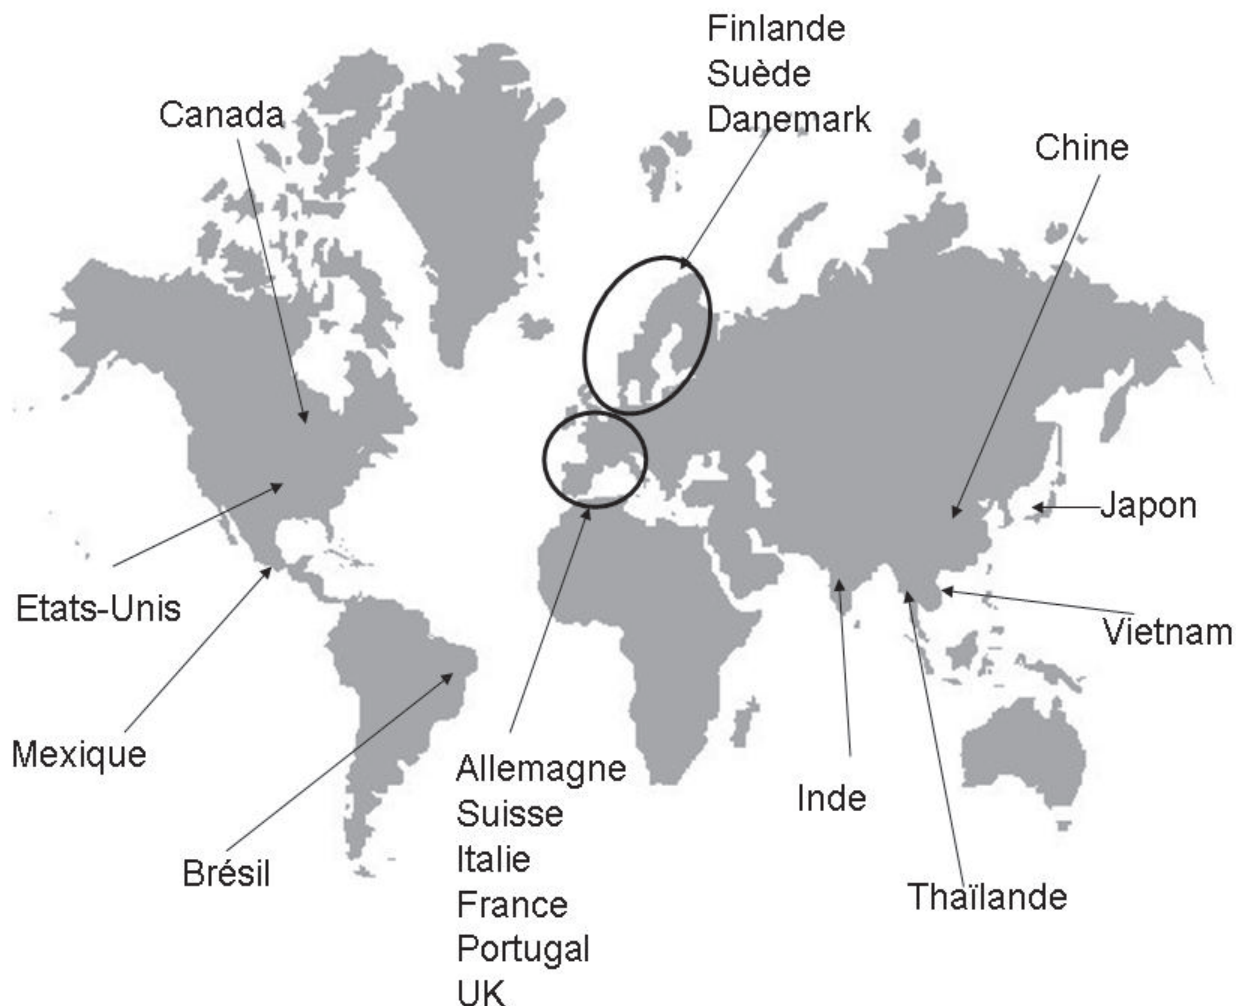 Finlande
Suède
Danemark
Canada
Chine
Japon
Etats-Unis
Vietnam
Mexique
Allemagne
Suisse
Italie
France
Portugal
UK
Inde
Brésil
Thaïlande